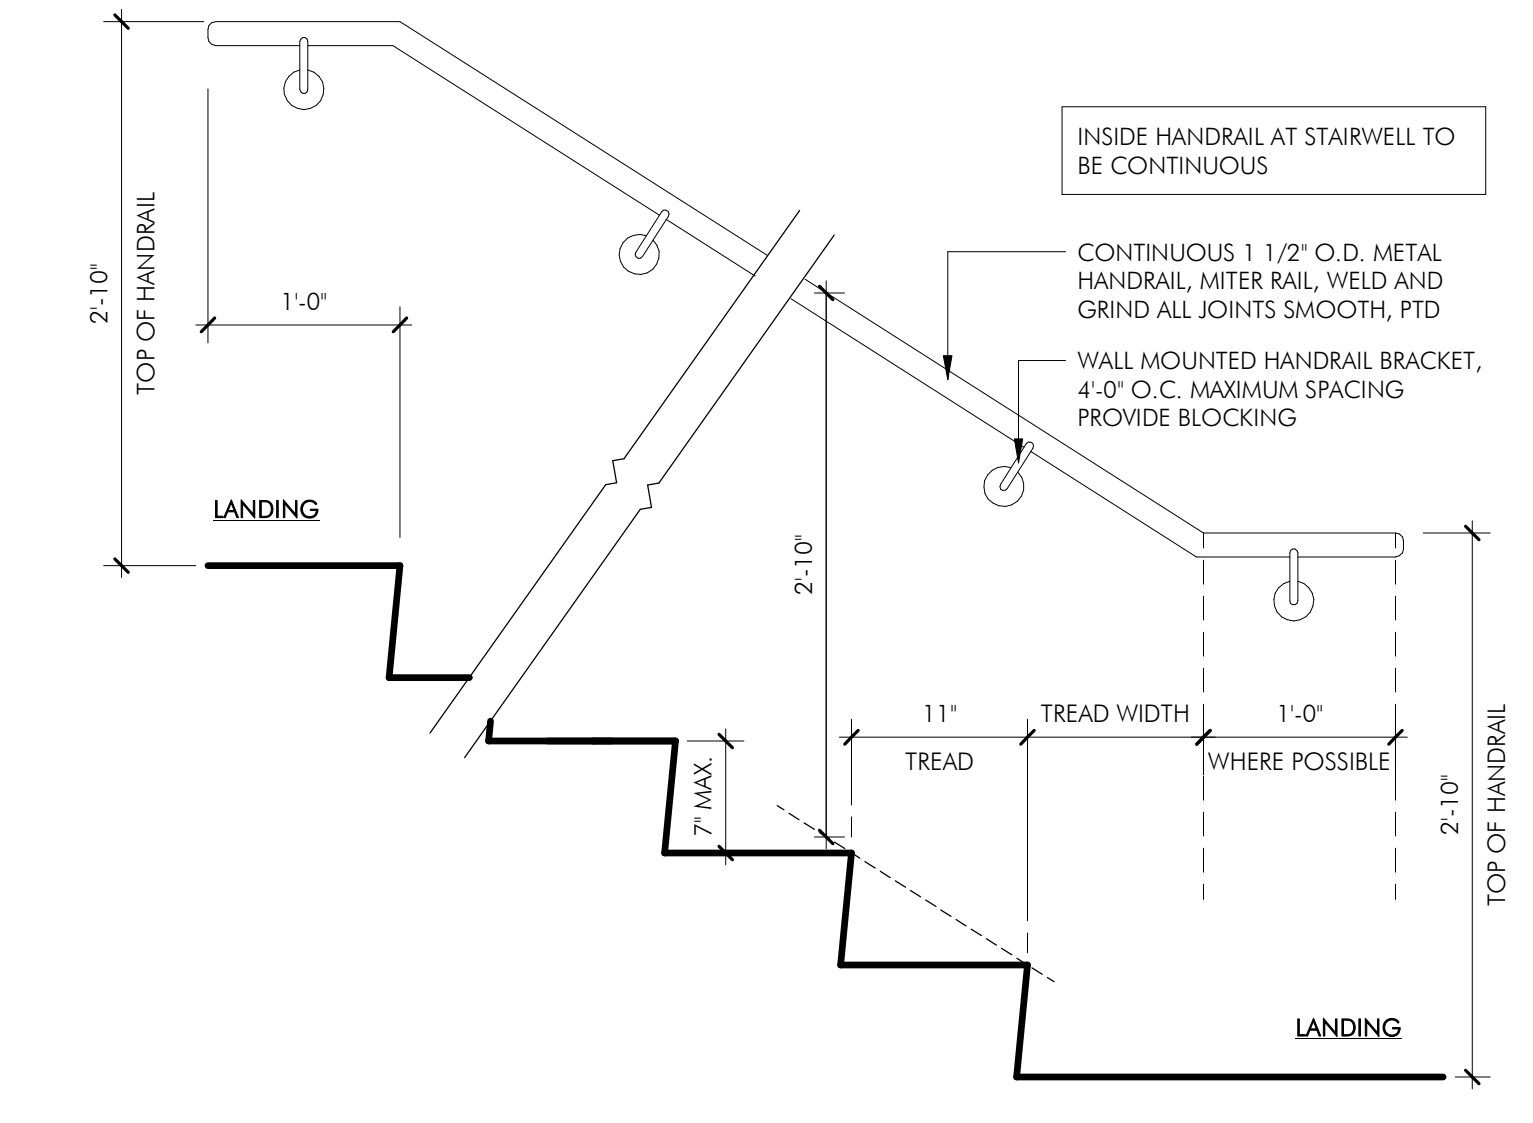 INSIDE HANDRAIL AT STAIRWELL TO
BE CONTINUOUS
CONTINUOUS 1 1/2" O.D. METAL
HANDRAIL, MITER RAIL, WELD AND
GRIND ALL JOINTS SMOOTH, PTD
WALL MOUNTED HANDRAIL BRACKET,
4'-0" O.C. MAXIMUM SPACING
PROVIDE BLOCKING
2'-10"
TOP OF HANDRAIL
1'-0"
LANDING
2'-10"
7" MAX.
11"
TREAD
TREAD WIDTH
1'-0"
WHERE POSSIBLE
2'-10"
TOP OF HANDRAIL
LANDING